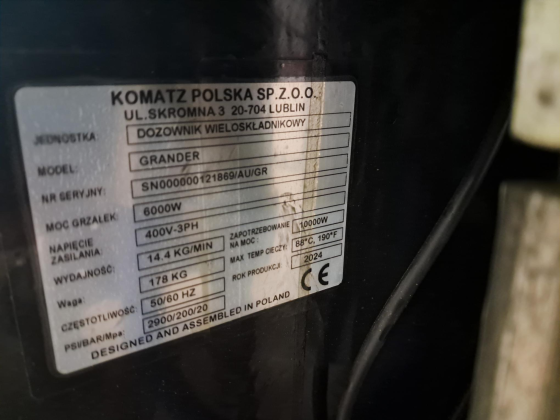 KOMATZ POLSKA SP.Z.O.O.
UL.SKROMNA 3 20-704 LUBLIN
JEDNOSTKA: DOZOWNIK WIELOSKŁADNIKOWY
MODEL: GRANDER
NR SERYJNY: SN000000121869/AU/GR
MOC GRZAŁEK: 6000W
NAPIĘCIE ZASILANIA: 400V-3PH ZAPOTRZEBOWANIE NA MOC: 10000W
WYDAJNOŚĆ: 14.4 KG/MIN MAX TEMP CIECZY: 88°C, 190°F
Waga: 178 KG ROK PRODUKCJI: 2024
CZĘSTOTLIWOŚĆ: 50/60 HZ
PSI/BAR/Mpa: 2900/200/20 CE
DESIGNED AND ASSEMBLED IN POLAND